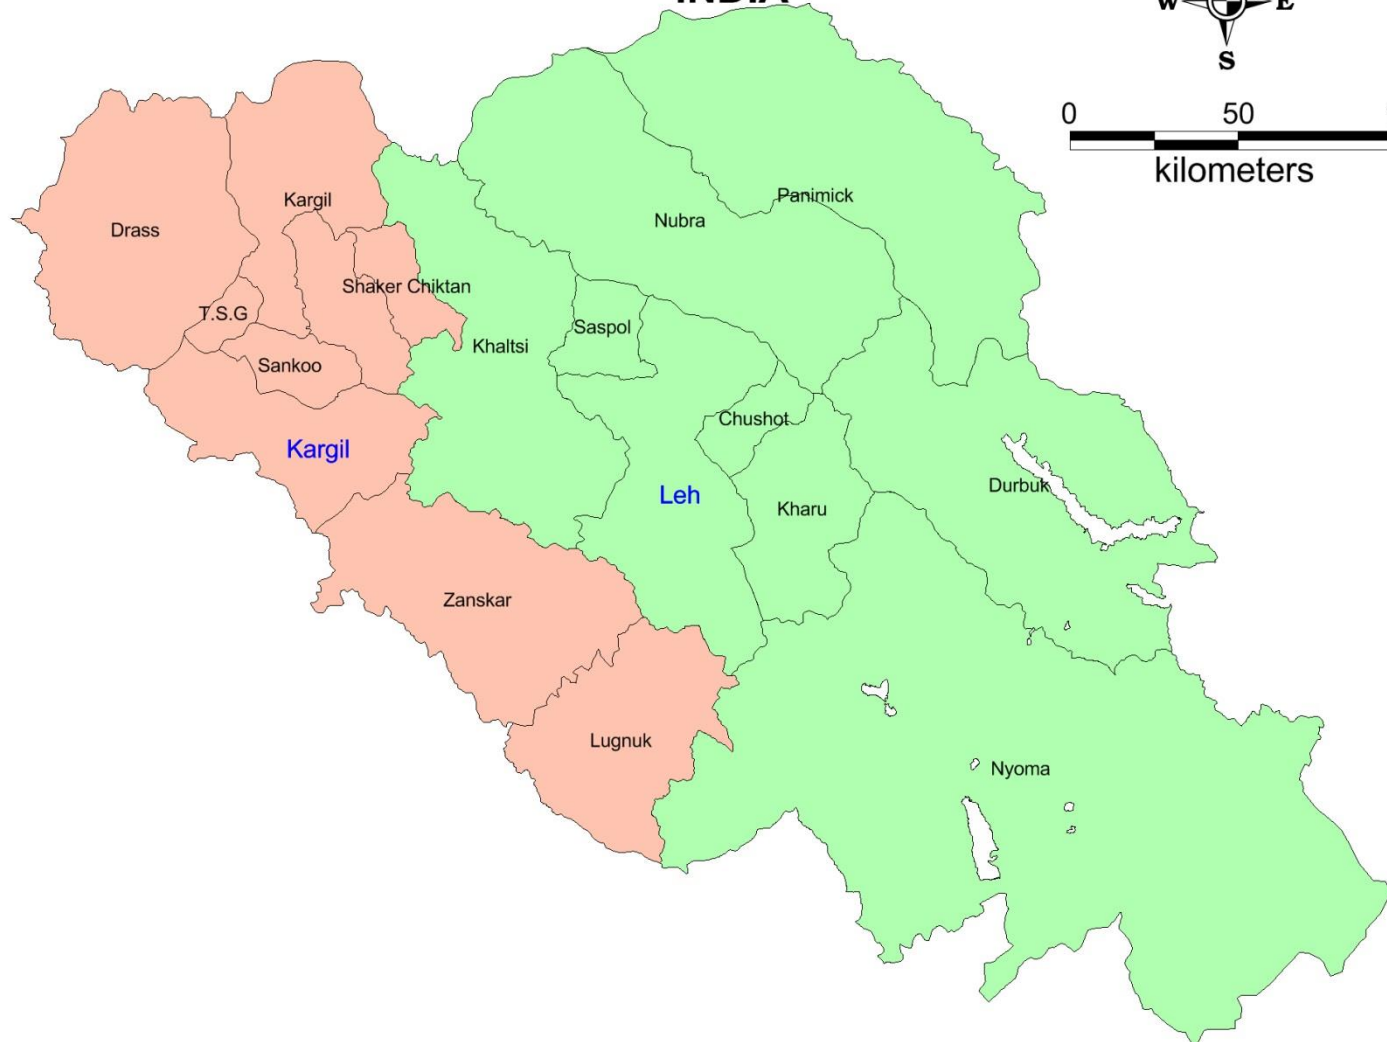 INDIA
W E
S
0 50
kilometers
Panimick
Kargil
Nubra
Drass
Shaker Chiktan
T.S.G
Saspol
Khaltsi
Sankoo
Chushot
Kargil
Durbuk
Leh
Kharu
Zanskar
Lugnuk
Nyoma